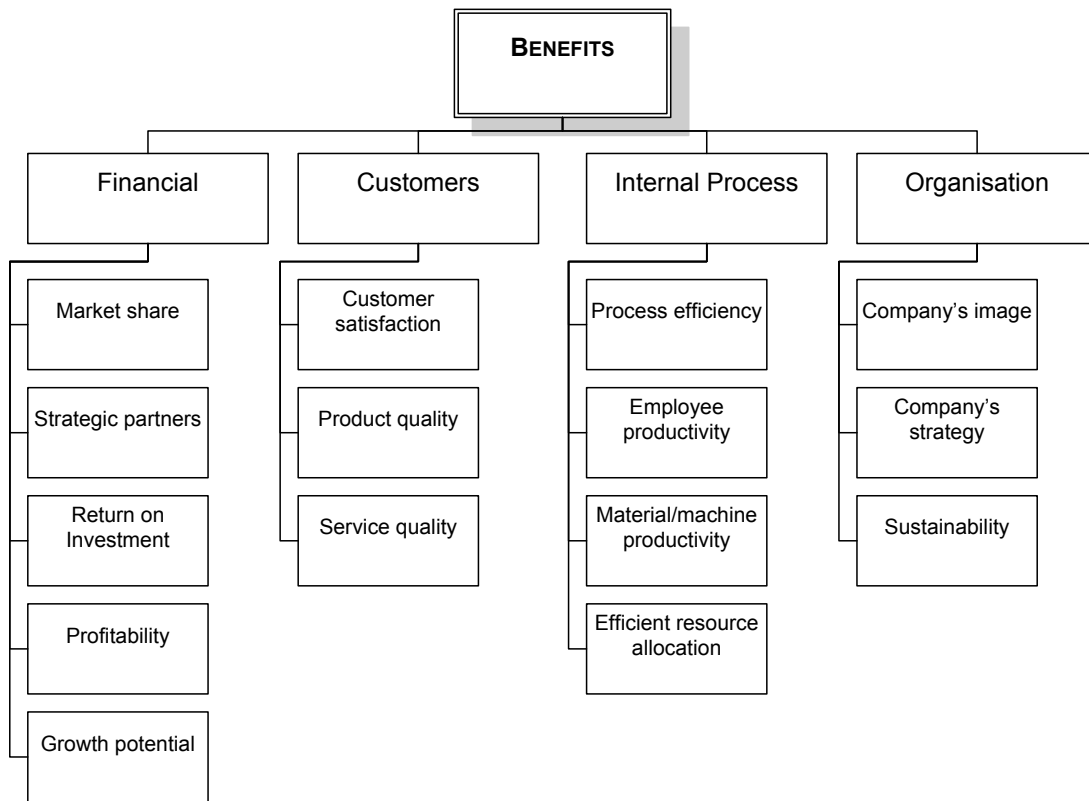 BENEFITS
Financial
Customers
Internal Process
Organisation
Market share
Strategic partners
Return on
Investment
Profitability
Growth potential
Customer
satisfaction
Product quality
Service quality
Process efficiency
Employee
productivity
Material/machine
productivity
Efficient resource
allocation
Company’s image
Company’s
strategy
Sustainability